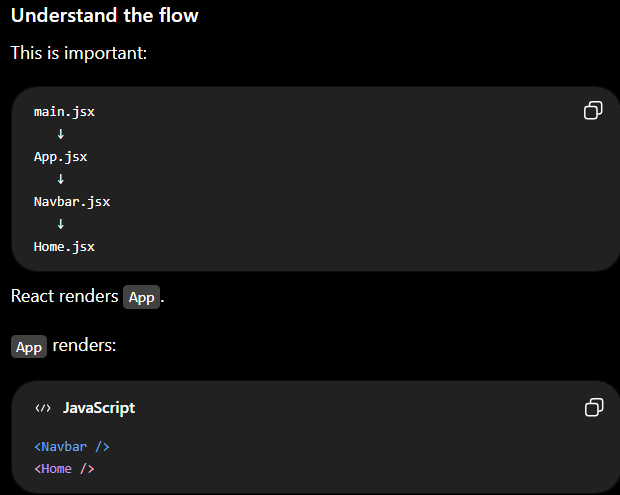 Understand the flow
This is important:
main.jsx
↓
App.jsx
↓
Navbar.jsx
↓
Home.jsx
React renders App.
App renders:
</> JavaScript
<Navbar />
<Home />